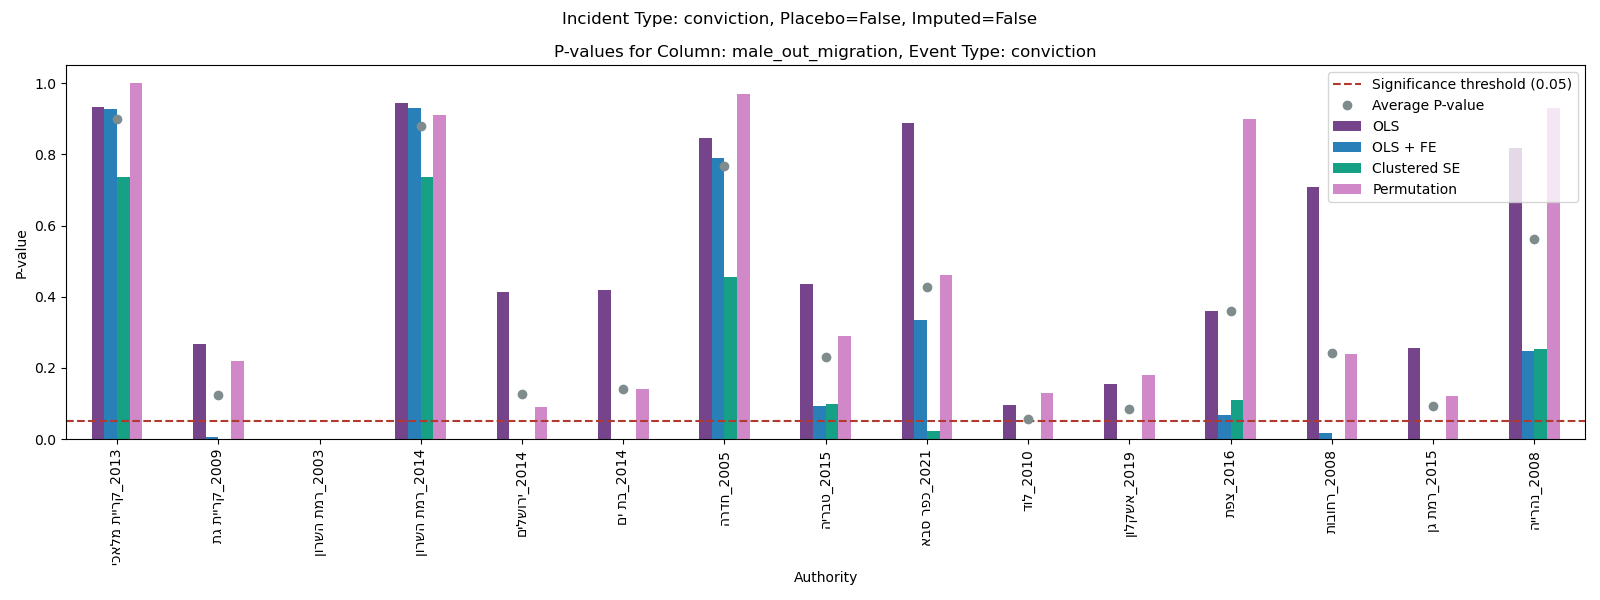 Incident Type: conviction, Placebo=False, Imputed=False
P-values for Column: male_out_migration, Event Type: conviction
P-value
1.0
0.8
0.6
0.4
0.2
0.0
Significance threshold (0.05)
Average P-value
OLS
OLS + FE
Clustered SE
Permutation
קריית מלאכי_2013
קריית גת_2009
רמת השרון_2003
רמת השרון_2014
ירושלים_2014
בת ים_2014
חדרה_2005
טבריה_2015
כפר סבא_2021
לוד_2010
אשקלון_2019
צפת_2016
רחובות_2008
רמת גן_2015
נהרייה_2008
Authority